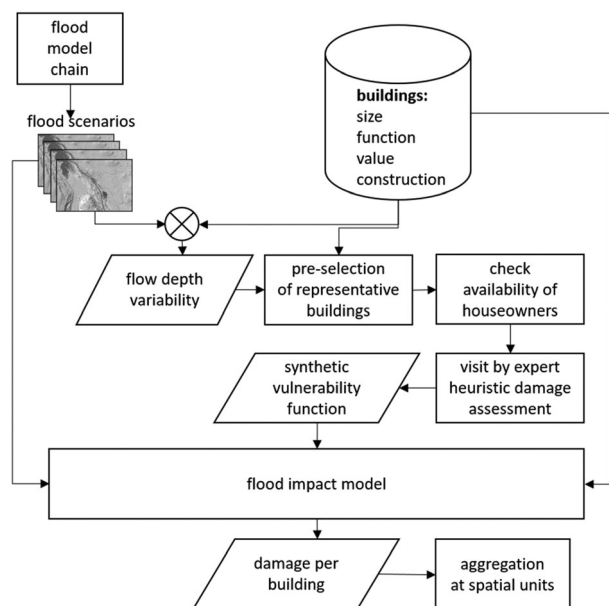 flood
model
chain
flood scenarios
buildings:
size
function
value
construction
flow depth
variability
pre-selection
of representative
buildings
check
availability of
houseowners
synthetic
vulnerability
function
visit by expert
heuristic damage
assessment
flood impact model
damage per
building
aggregation
at spatial units